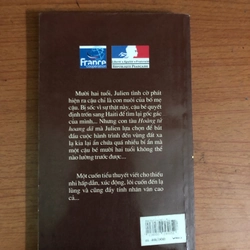 France
Mười hai tuổi, Julien tình cờ phát
hiện ra cậu chỉ là con nuôi của bố mẹ
cậu. Bị sốc vì sự thật này, cậu bé quyết
định trốn sang Haiti để tìm lại gốc gác
của mình... Nhưng con tàu Hoàng tử
hoang dã mà Julien lựa chọn để bắt
đầu cuộc hành trình đến vùng đất xa
lạ kia lại ẩn chứa quá nhiều bí ẩn mà
một cậu bé mười hai tuổi không thể
nào lường trước được...
Một cuốn tiểu thuyết viết cho thiếu
nhi hấp dẫn, xúc động, lôi cuốn đến lạ
lùng và cũng đầy tính nhân văn cao
cả...